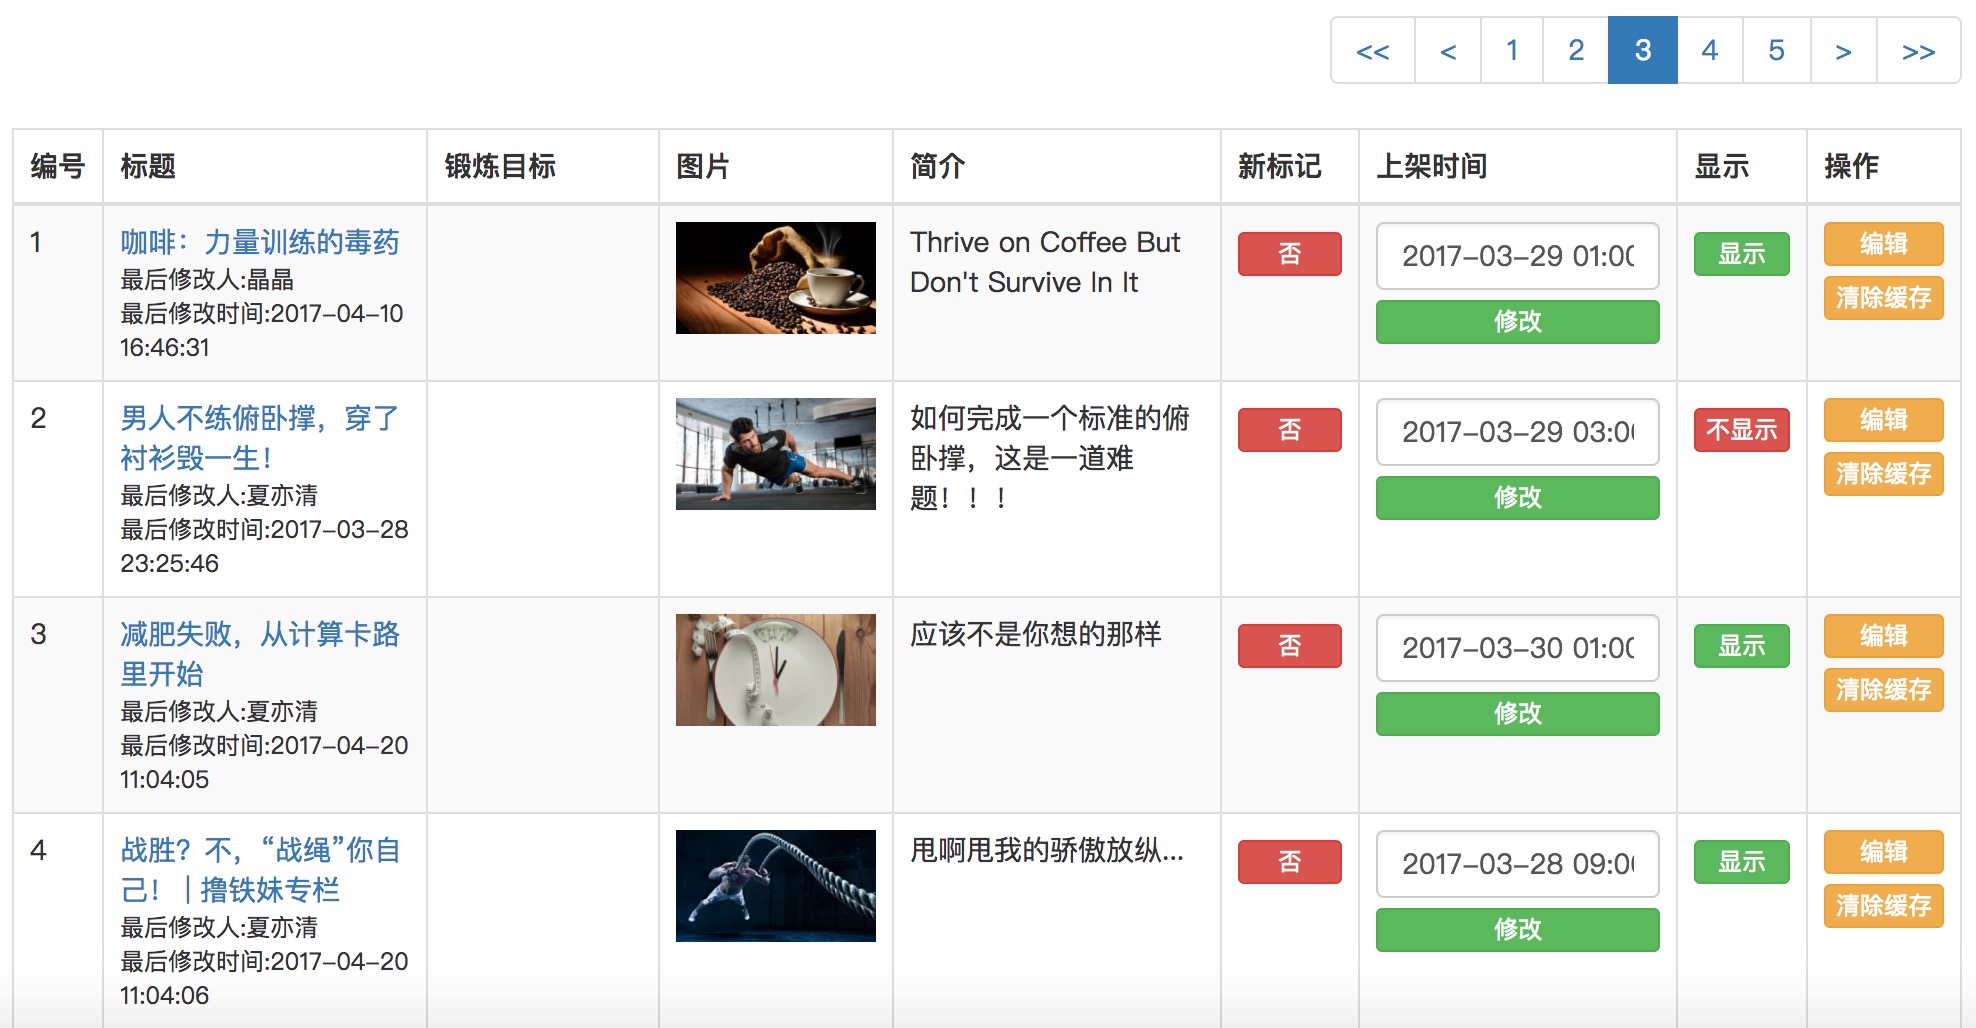 << < 1 2 3 4 5 > >>
编号 标题 锻炼目标 图片 简介 新标记 上架时间 显示 操作
1
咖啡：力量训练的毒药
最后修改人:晶晶
最后修改时间:2017-04-10
16:46:31
Thrive on Coffee But
Don't Survive In It
否
2017-03-29 01:00
修改
显示
编辑
清除缓存
2
男人不练俯卧撑，穿了
衬衫毁一生！
最后修改人:夏亦清
最后修改时间:2017-03-28
23:25:46
如何完成一个标准的俯
卧撑，这是一道难
题！！！
否
2017-03-29 03:00
修改
不显示
编辑
清除缓存
3
减肥失败，从计算卡路
里开始
最后修改人:夏亦清
最后修改时间:2017-04-20
11:04:05
应该不是你想的那样
否
2017-03-30 01:00
修改
显示
编辑
清除缓存
4
战胜？不，“战绳”你自
己！｜撸铁妹专栏
最后修改人:夏亦清
最后修改时间:2017-04-20
11:04:06
甩啊甩我的骄傲放纵...
否
2017-03-28 09:00
修改
显示
编辑
清除缓存